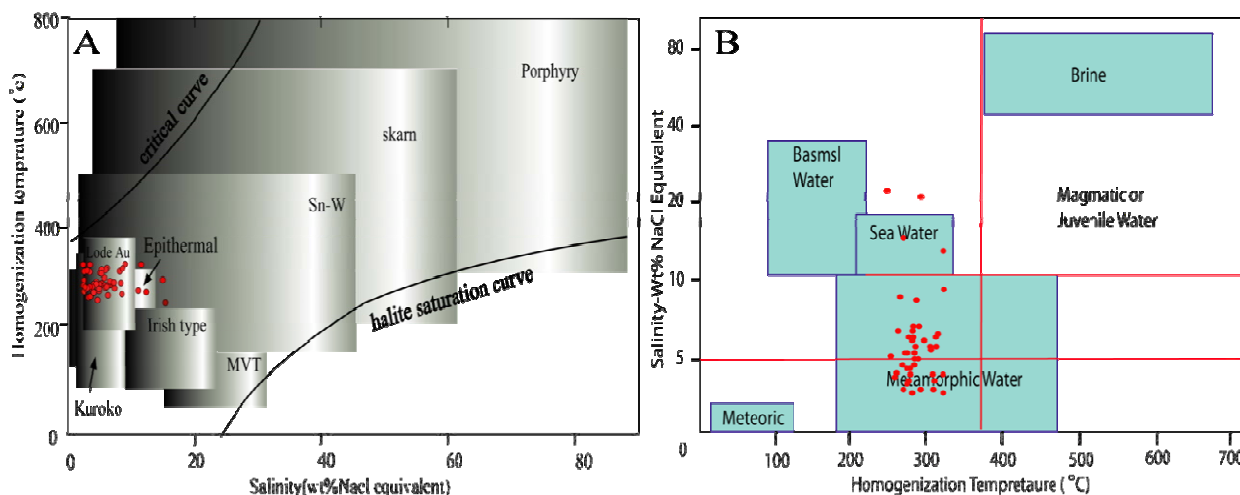 A
800
600
400
200
0
Homogenization temprature (°c)
critical curve
Porphyry
skarn
Sn-W
Lode Au
Epithermal
Irish type
MVT
Kuroko
halite saturation curve
0
20
40
60
80
Salinity(wt%Nacl equivalent)
B
80
40
20
10
5
0
Salinity-Wt% NaCl Equivalent
Brine
Basmsl
Water
Sea Water
Magmatic or
Juvenile Water
Metamorphic Water
Meteoric
100
200
300
400
500
600
700
Homogenization Tempretaure (°C)